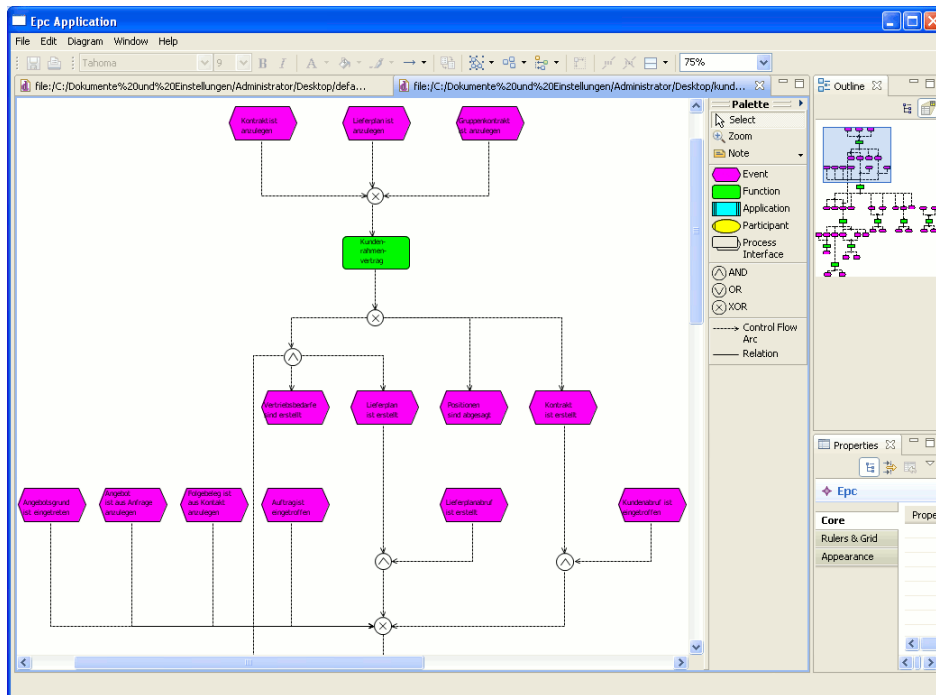 Epc Application
File Edit Diagram Window Help
Tahoma 9 B I A 75%
file:/C:/Dokumente%20und%20Einstellungen/Administrator/Desktop/defa...
file:/C:/Dokumente%20und%20Einstellungen/Administrator/Desktop/kund...
Kontrakt ist
anzulegen
Lieferplan ist
anzulegen
Gruppenkontrakt
ist anzulegen
Kunden-
rahmen-
vertrag
Vertriebsbedarfe
sind erstellt
Lieferplan
ist erstellt
Positionen
sind abgesagt
Kontrakt
ist erstellt
Angebotsgrund
ist eingetreten
Angebot
ist aus Anfrage
anzulegen
Folgebeleg ist
aus Kontakt
anzulegen
Auftrag ist
eingetroffen
Lieferplanabruf
ist erstellt
Kundenabruf ist
eingetroffen
Palette
Select
Zoom
Note
Event
Function
Application
Participant
Process
Interface
AND
OR
XOR
Control Flow
Arc
Relation
Outline
Properties
Epc
Core
Rulers & Grid
Appearance
Prope